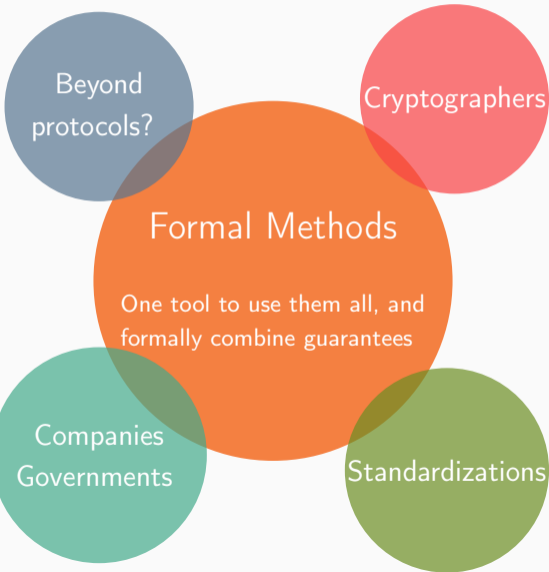 Beyond
protocols?
Cryptographers
Formal Methods
One tool to use them all, and
formally combine guarantees
Companies
Governments
Standardizations